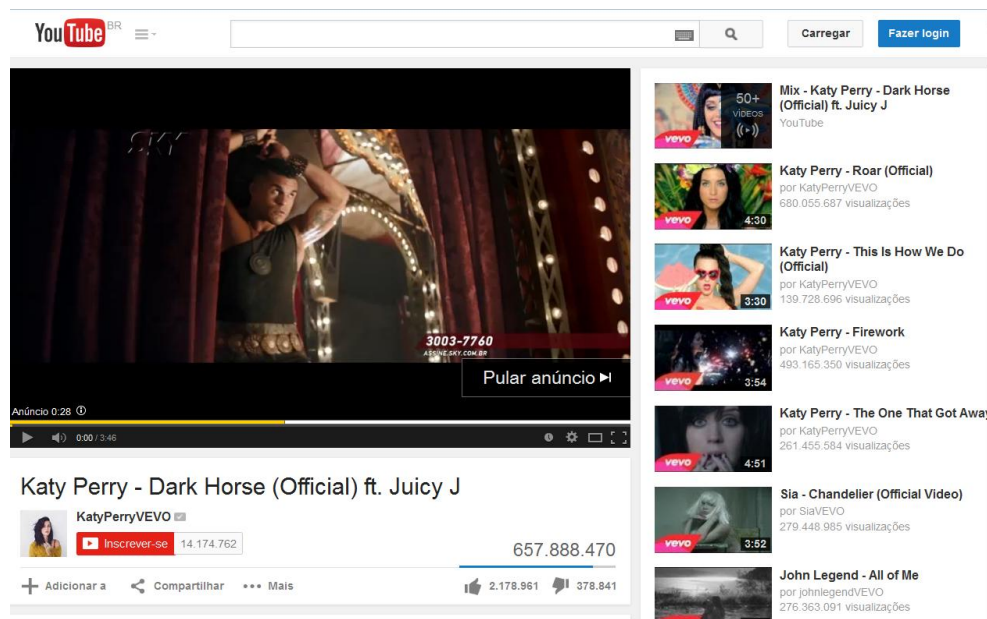 YouTube BR
Carregar
Fazer login
SKY
3003-7760
ASSINE.SKY.COM.BR
Pular anúncio
Anúncio 0:28
0:00 / 3:46
Katy Perry - Dark Horse (Official) ft. Juicy J
KatyPerryVEVO
Inscrever-se 14.174.762
657.888.470
Adicionar a Compartilhar Mais 2.178.961 378.841
50+
VÍDEOS
vevo
Mix - Katy Perry - Dark Horse
(Official) ft. Juicy J
YouTube
vevo 4:30
Katy Perry - Roar (Official)
por KatyPerryVEVO
680.055.687 visualizações
vevo 3:30
Katy Perry - This Is How We Do
(Official)
por KatyPerryVEVO
139.728.696 visualizações
vevo 3:54
Katy Perry - Firework
por KatyPerryVEVO
493.165.350 visualizações
vevo 4:51
Katy Perry - The One That Got Away
por KatyPerryVEVO
261.455.584 visualizações
vevo 3:52
Sia - Chandelier (Official Video)
por SiaVEVO
279.448.985 visualizações
John Legend - All of Me
por johnlegendVEVO
276.363.091 visualizações